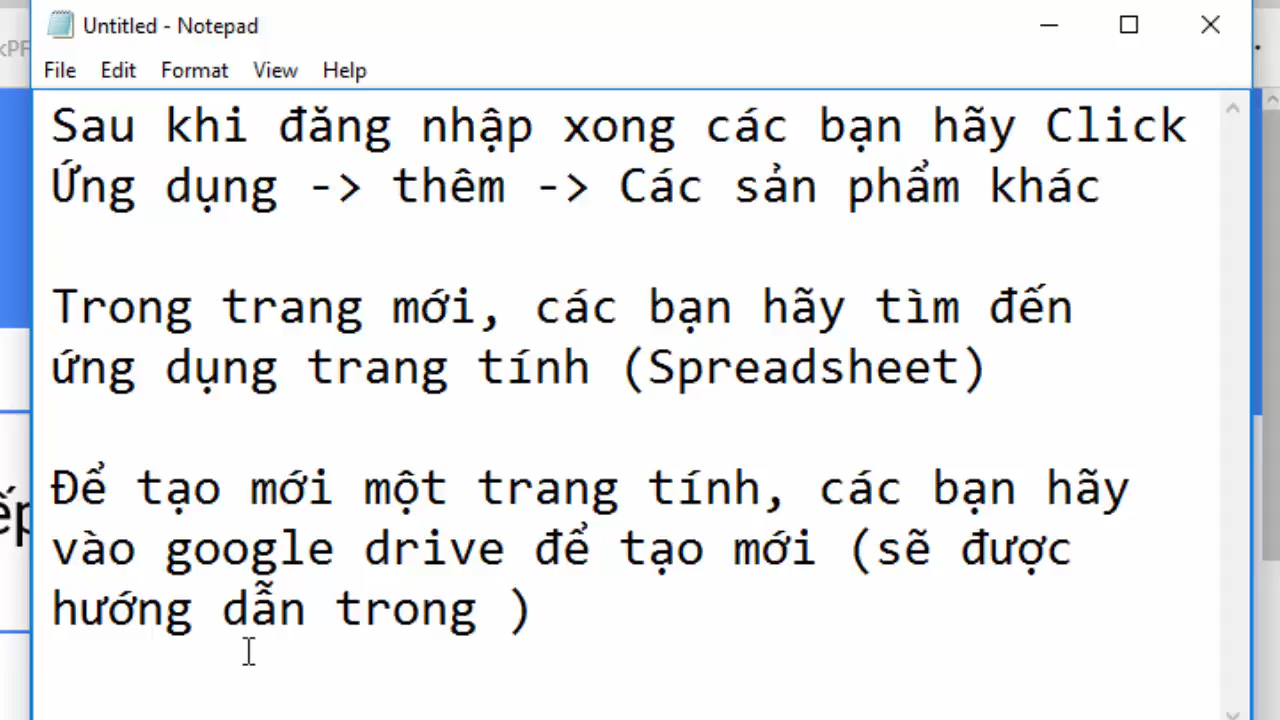 Untitled - Notepad
File Edit Format View Help
Sau khi đăng nhập xong các bạn hãy Click
Ứng dụng -> thêm -> Các sản phẩm khác
Trong trang mới, các bạn hãy tìm đến
ứng dụng trang tính (Spreadsheet)
Để tạo mới một trang tính, các bạn hãy
vào google drive để tạo mới (sẽ được
hướng dẫn trong )